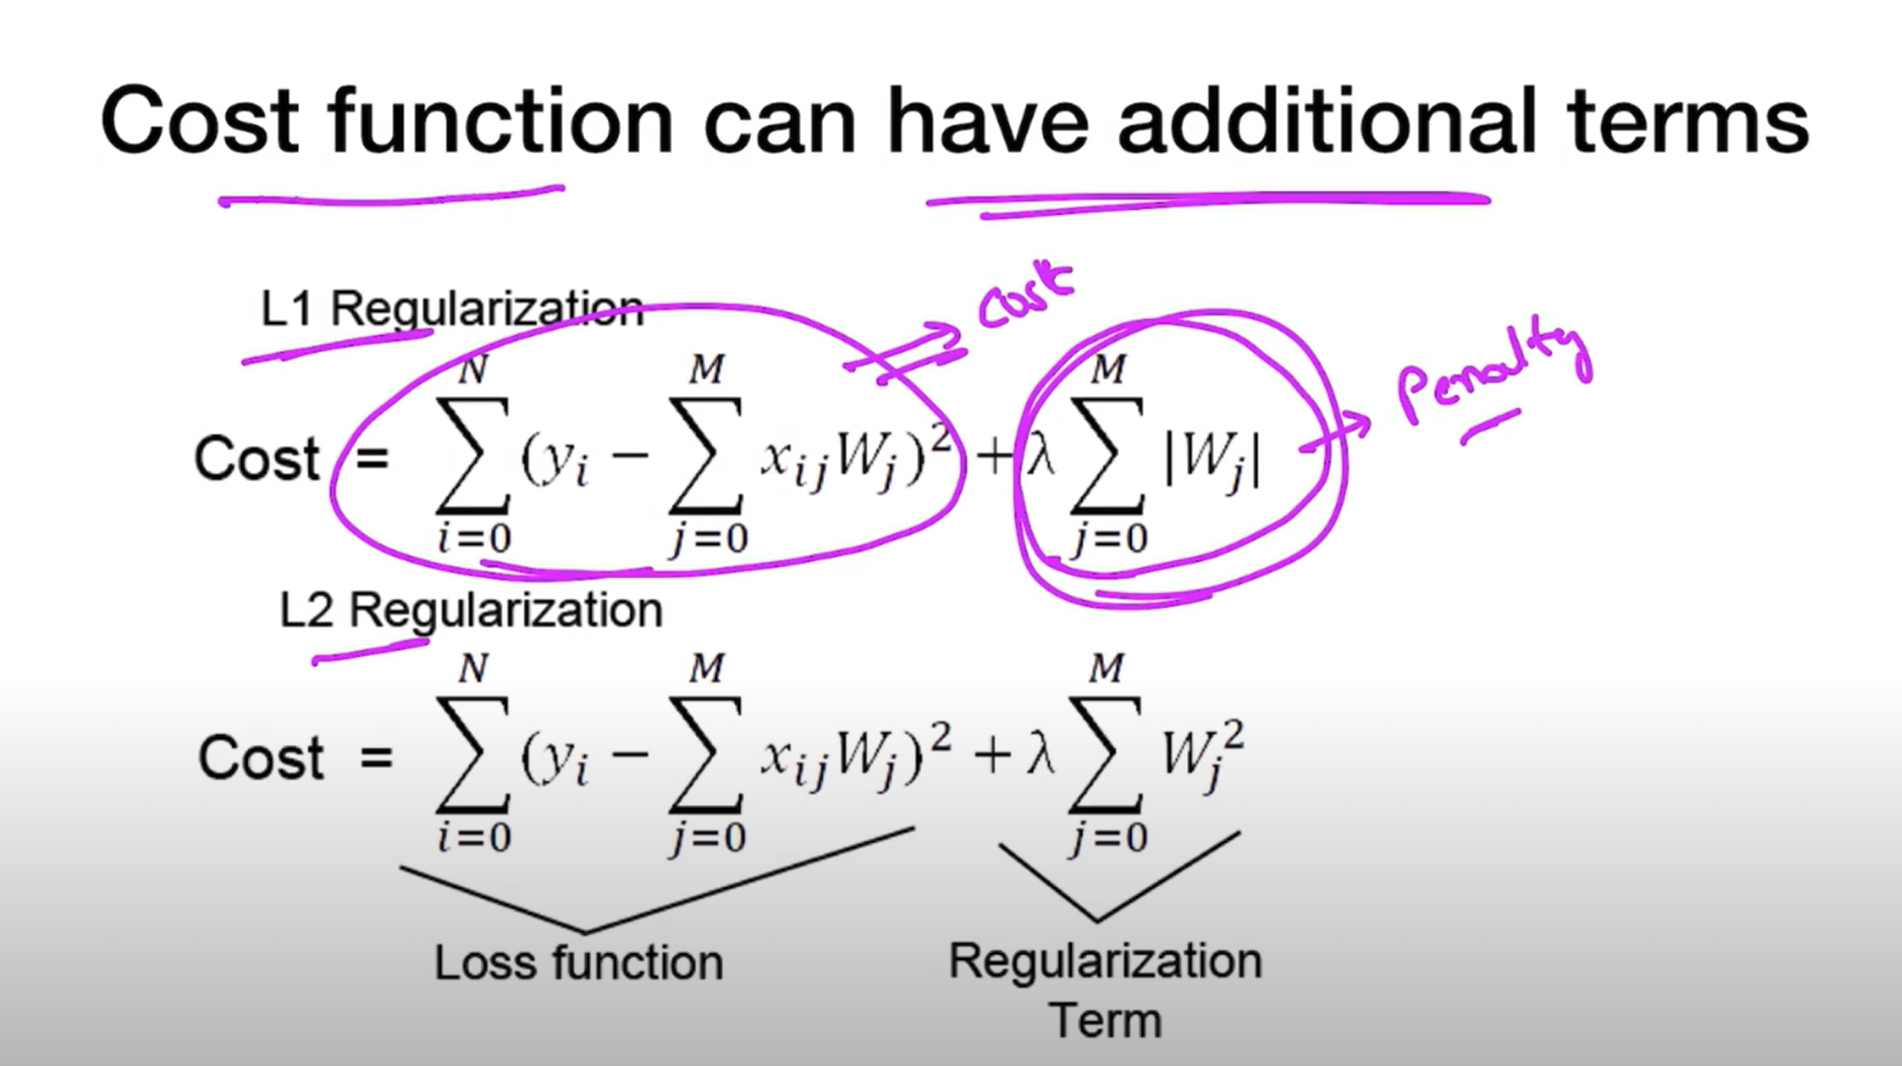 Cost function can have additional terms
L1 Regularization
Cost
Penalty
Cost = \sum_{i=0}^{N} (y_i - \sum_{j=0}^{M} x_{ij} W_j)^2 + \lambda \sum_{j=0}^{M} |W_j|
L2 Regularization
Cost = \sum_{i=0}^{N} (y_i - \sum_{j=0}^{M} x_{ij} W_j)^2 + \lambda \sum_{j=0}^{M} W_j^2
Loss function
Regularization
Term